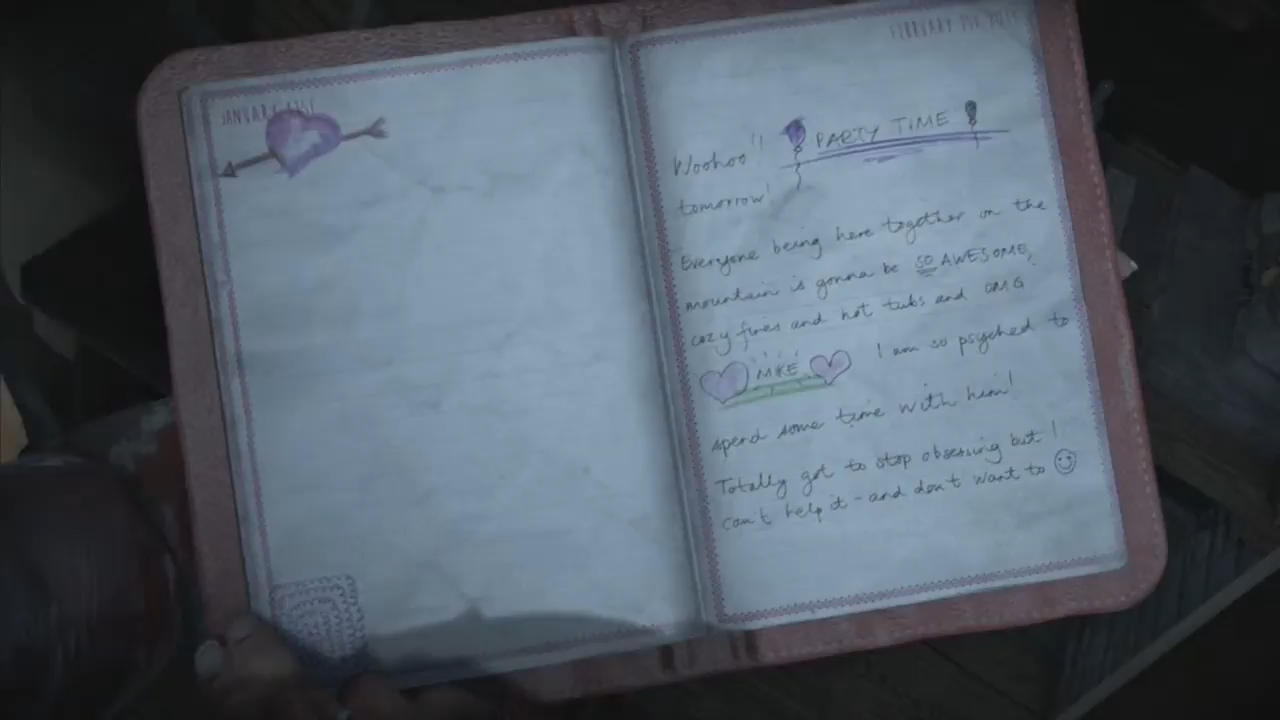 JANUARY 31ST
FEBRUARY 1ST
Woohoo!! PARTY TIME
tomorrow!
Everyone being here together on the
mountain is gonna be SO AWESOME,
cozy fires and hot tubs and OMG
MIKE I am so psyched to
spend some time with him!
Totally got to stop obsessing but I
can't help it - and don't want to